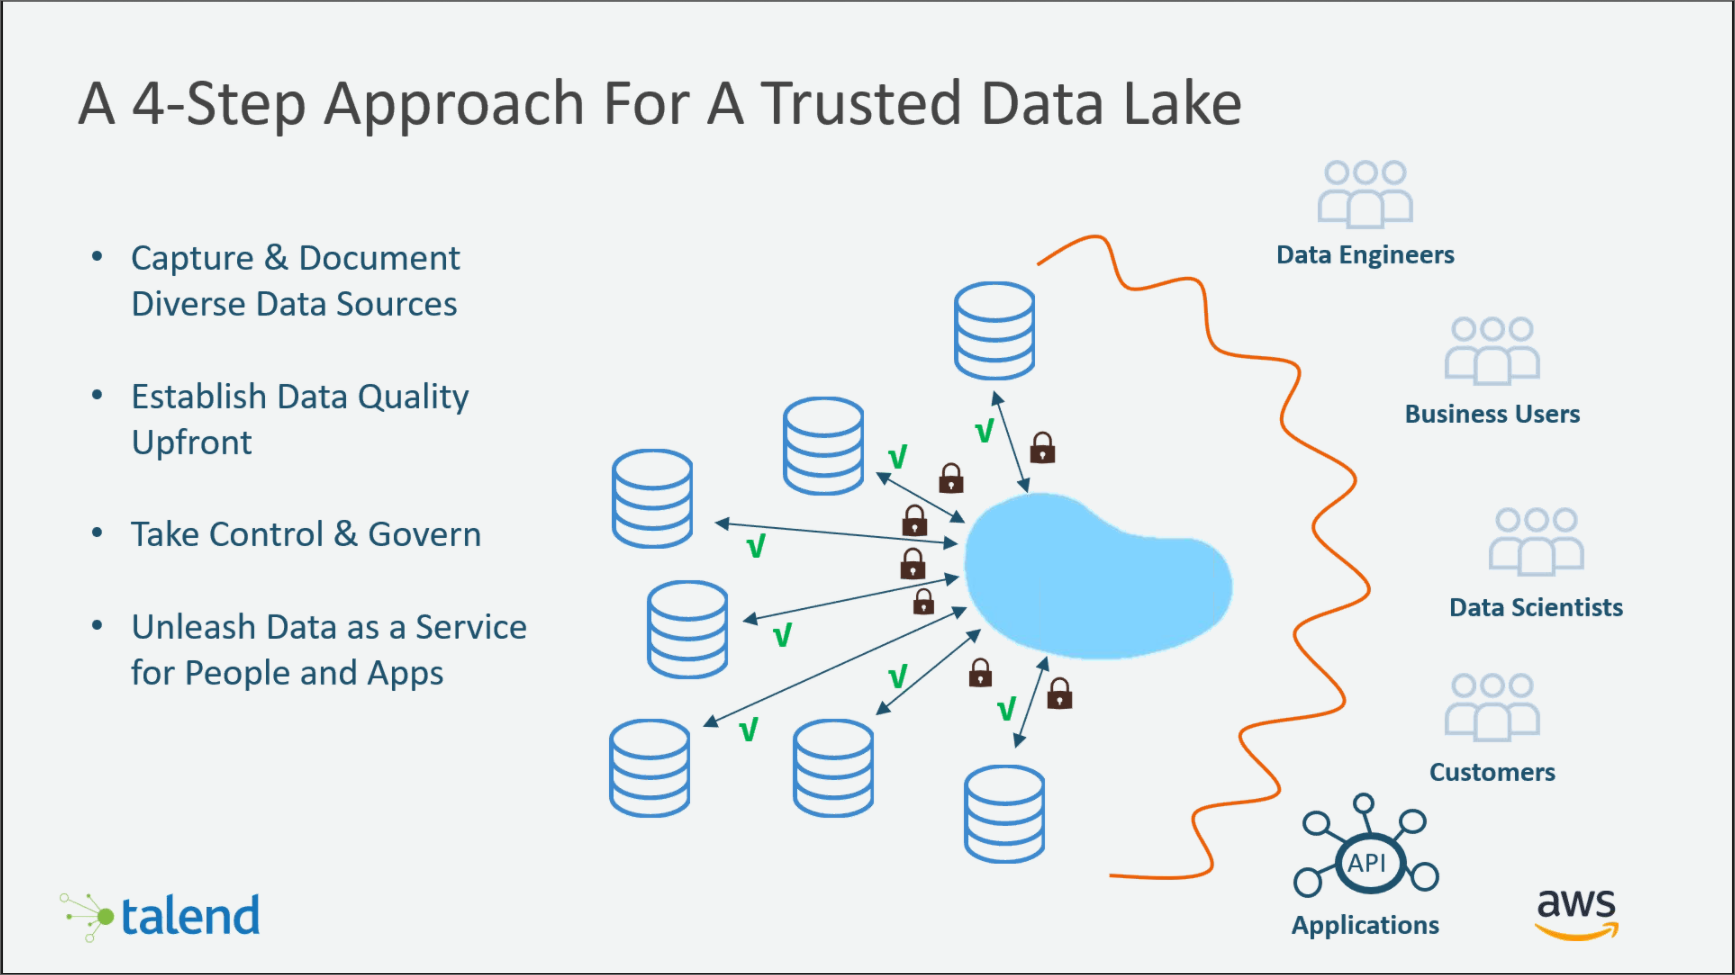 A 4-Step Approach For A Trusted Data Lake
• Capture & Document
Diverse Data Sources
• Establish Data Quality
Upfront
• Take Control & Govern
• Unleash Data as a Service
for People and Apps
√
√
√
√
√
√
√
Data Engineers
Business Users
Data Scientists
Customers
API
Applications
talend
aws